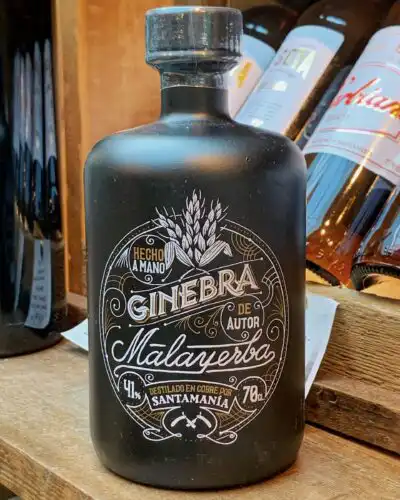 HECHO
A MANO
GINEBRA
DE
AUTOR
Malayerba
41%
DESTILADO EN COBRE POR
SANTAMANÍA
70cl